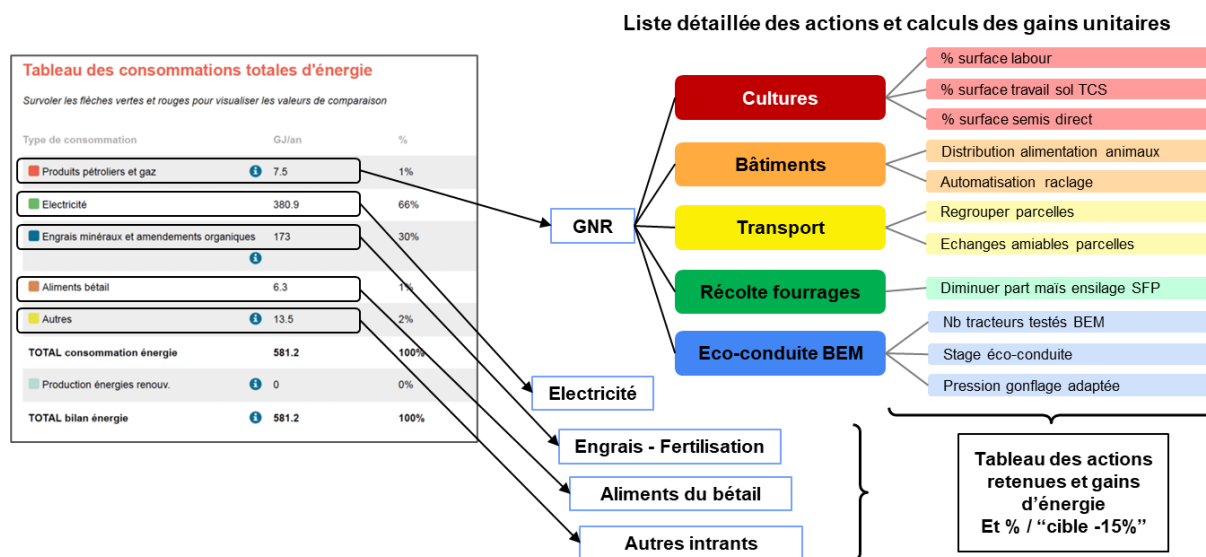 Liste détaillée des actions et calculs des gains unitaires
Tableau des consommations totales d'énergie
Survoler les flèches vertes et rouges pour visualiser les valeurs de comparaison
Type de consommation GJ/an %
Produits pétroliers et gaz 7.5 1%
Electricité 380.9 66%
Engrais minéraux et amendements organiques 173 30%
Aliments bétail 6.3 1%
Autres 13.5 2%
TOTAL consommation énergie 581.2 100%
Production énergies renouv. 0 0%
TOTAL bilan énergie 581.2 100%
GNR
Electricité
Engrais - Fertilisation
Aliments du bétail
Autres intrants
Cultures
% surface labour
% surface travail sol TCS
% surface semis direct
Bâtiments
Distribution alimentation animaux
Automatisation raclage
Transport
Regrouper parcelles
Echanges amiables parcelles
Récolte fourrages
Diminuer part maïs ensilage SFP
Eco-conduite BEM
Nb tracteurs testés BEM
Stage éco-conduite
Pression gonflage adaptée
Tableau des actions
retenues et gains
d'énergie
Et % / “cible -15%”